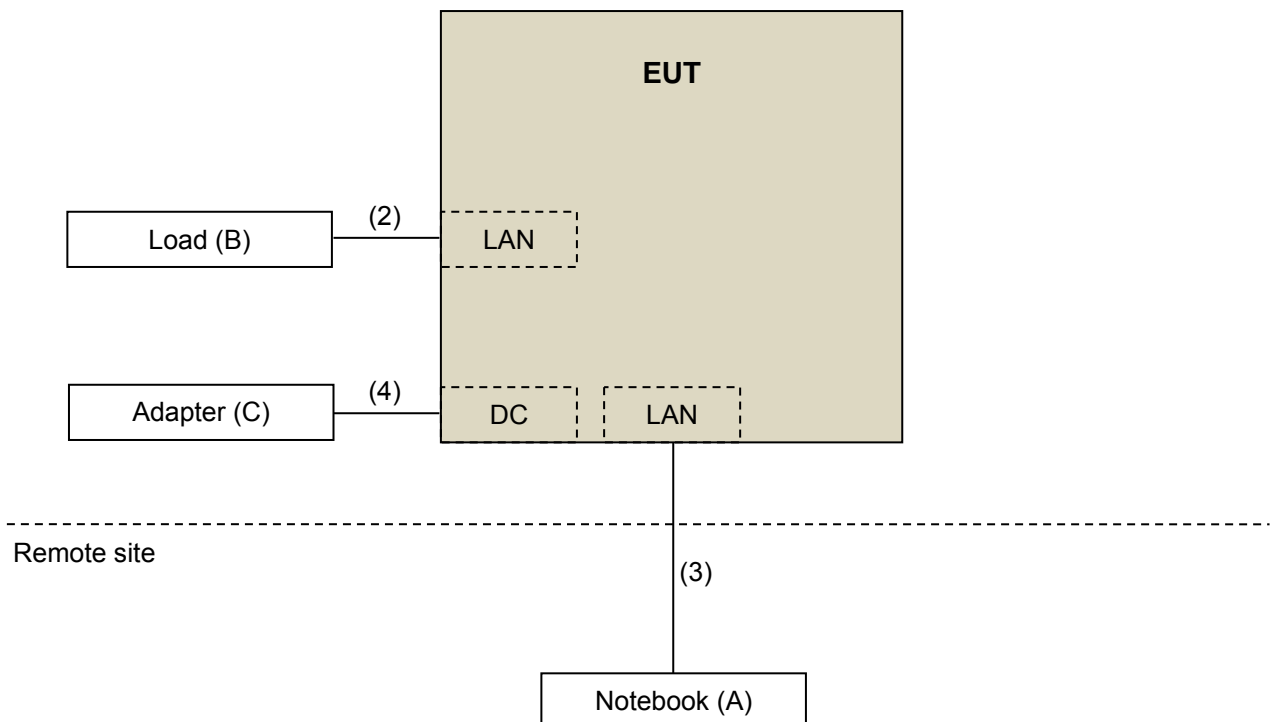 EUT
(2)
Load (B)
LAN
(4)
Adapter (C)
DC
LAN
Remote site
(3)
Notebook (A)